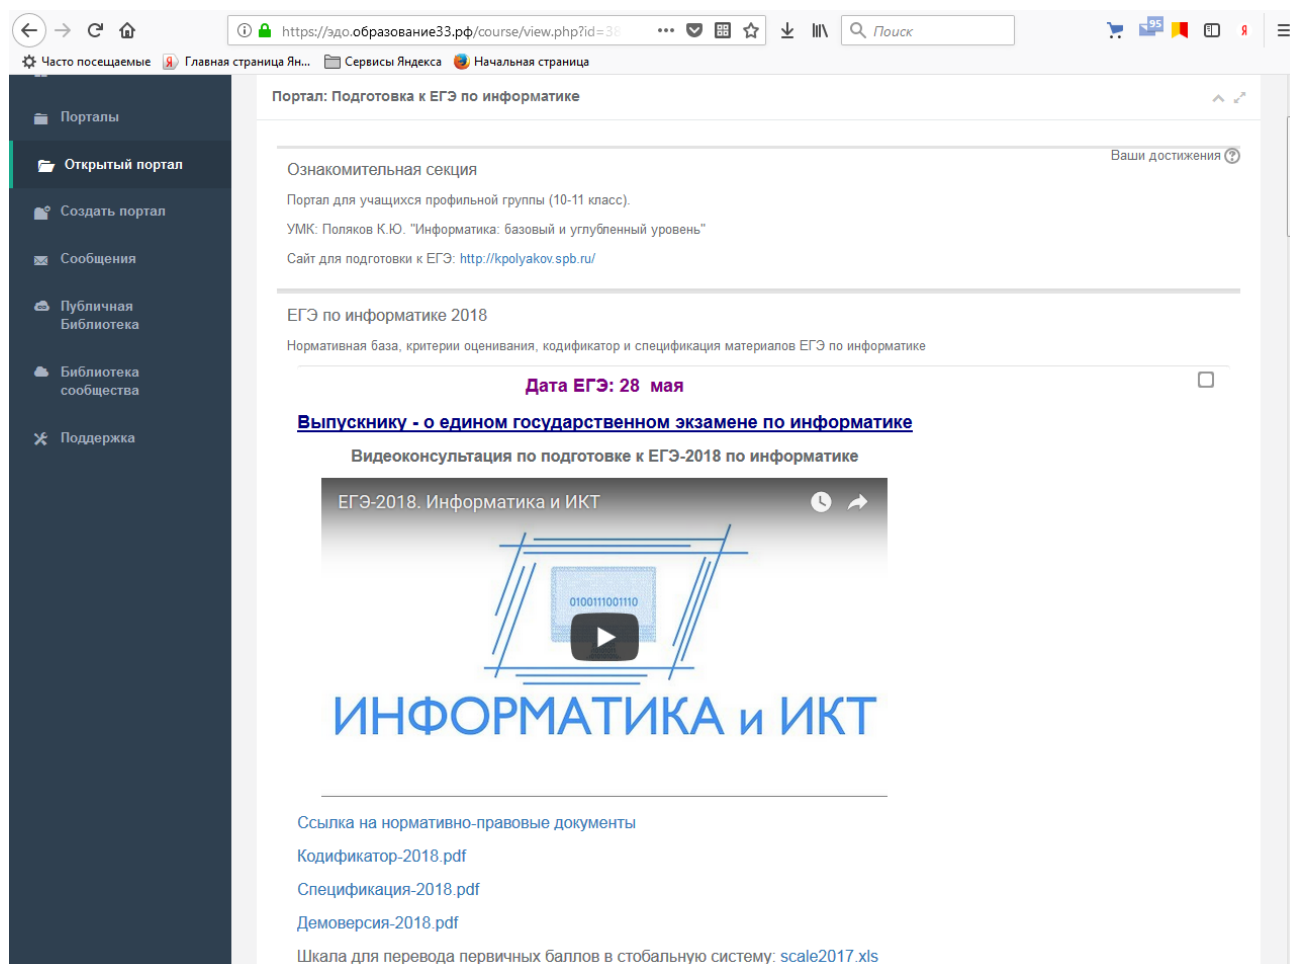 https://эдо.образование33.рф/course/view.php?id=38
Поиск
95
Я
Часто посещаемые
Я
Главная страница Ян...
Сервисы Яндекса
Начальная страница
Порталы
Открытый портал
Создать портал
Сообщения
Публичная
Библиотека
Библиотека
сообщества
Поддержка
Портал: Подготовка к ЕГЭ по информатике
Ваши достижения
Ознакомительная секция
Портал для учащихся профильной группы (10-11 класс).
УМК: Поляков К.Ю. "Информатика: базовый и углубленный уровень"
Сайт для подготовки к ЕГЭ: http://kpolyakov.spb.ru/
ЕГЭ по информатике 2018
Нормативная база, критерии оценивания, кодификатор и спецификация материалов ЕГЭ по информатике
Дата ЕГЭ: 28 мая
Выпускнику - о едином государственном экзамене по информатике
Видеоконсультация по подготовке к ЕГЭ-2018 по информатике
ЕГЭ-2018. Информатика и ИКТ
0100111001110
ИНФОРМАТИКА и ИКТ
Ссылка на нормативно-правовые документы
Кодификатор-2018.pdf
Спецификация-2018.pdf
Демоверсия-2018.pdf
Шкала для перевода первичных баллов в стобальную систему: scale2017.xls